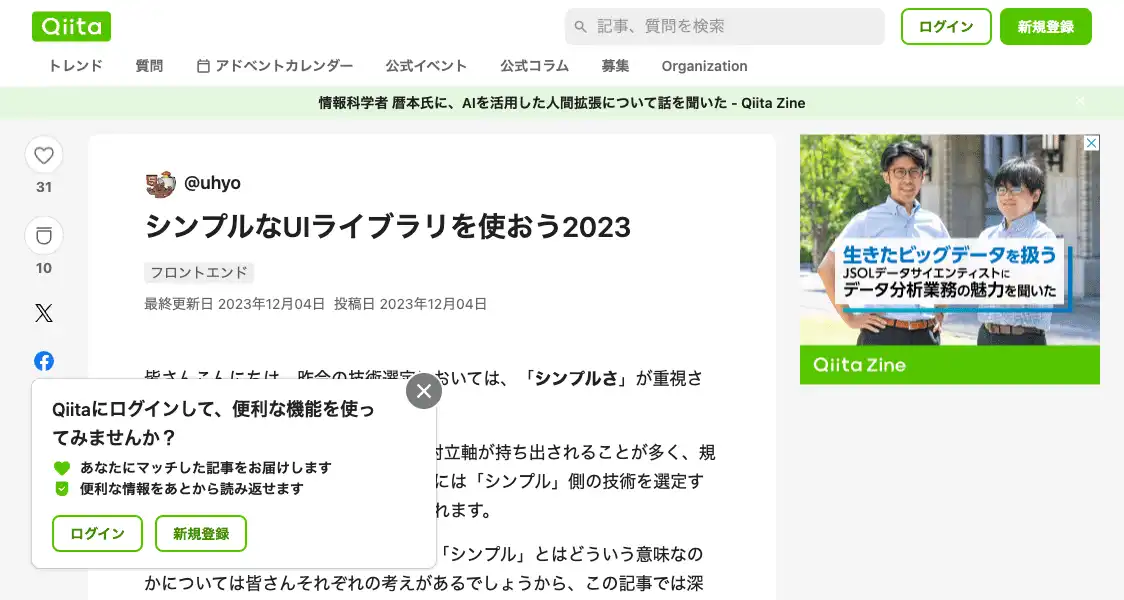 Qiita
記事、質問を検索
ログイン
新規登録
トレンド 質問 アドベントカレンダー 公式イベント 公式コラム 募集 Organization
情報科学者 暦本氏に、AIを活用した人間拡張について話を聞いた - Qiita Zine
31
10
@uhyo
シンプルなUIライブラリを使おう2023
フロントエンド
最終更新日 2023年12月04日 投稿日 2023年12月04日
皆さんこんにちは。昨今の技術選定においては、「シンプルさ」が重視さ
対立軸が持ち出されることが多く、規
には「シンプル」側の技術を選定す
れます。
「シンプル」とはどういう意味なの
かについては皆さんそれぞれの考えがあるでしょうから、この記事では深
Qiitaにログインして、便利な機能を使っ
てみませんか？
あなたにマッチした記事をお届けします
便利な情報をあとから読み返せます
ログイン
新規登録
生きたビッグデータを扱う
JSOLデータサイエンティストに
データ分析業務の魅力を聞いた
Qiita Zine